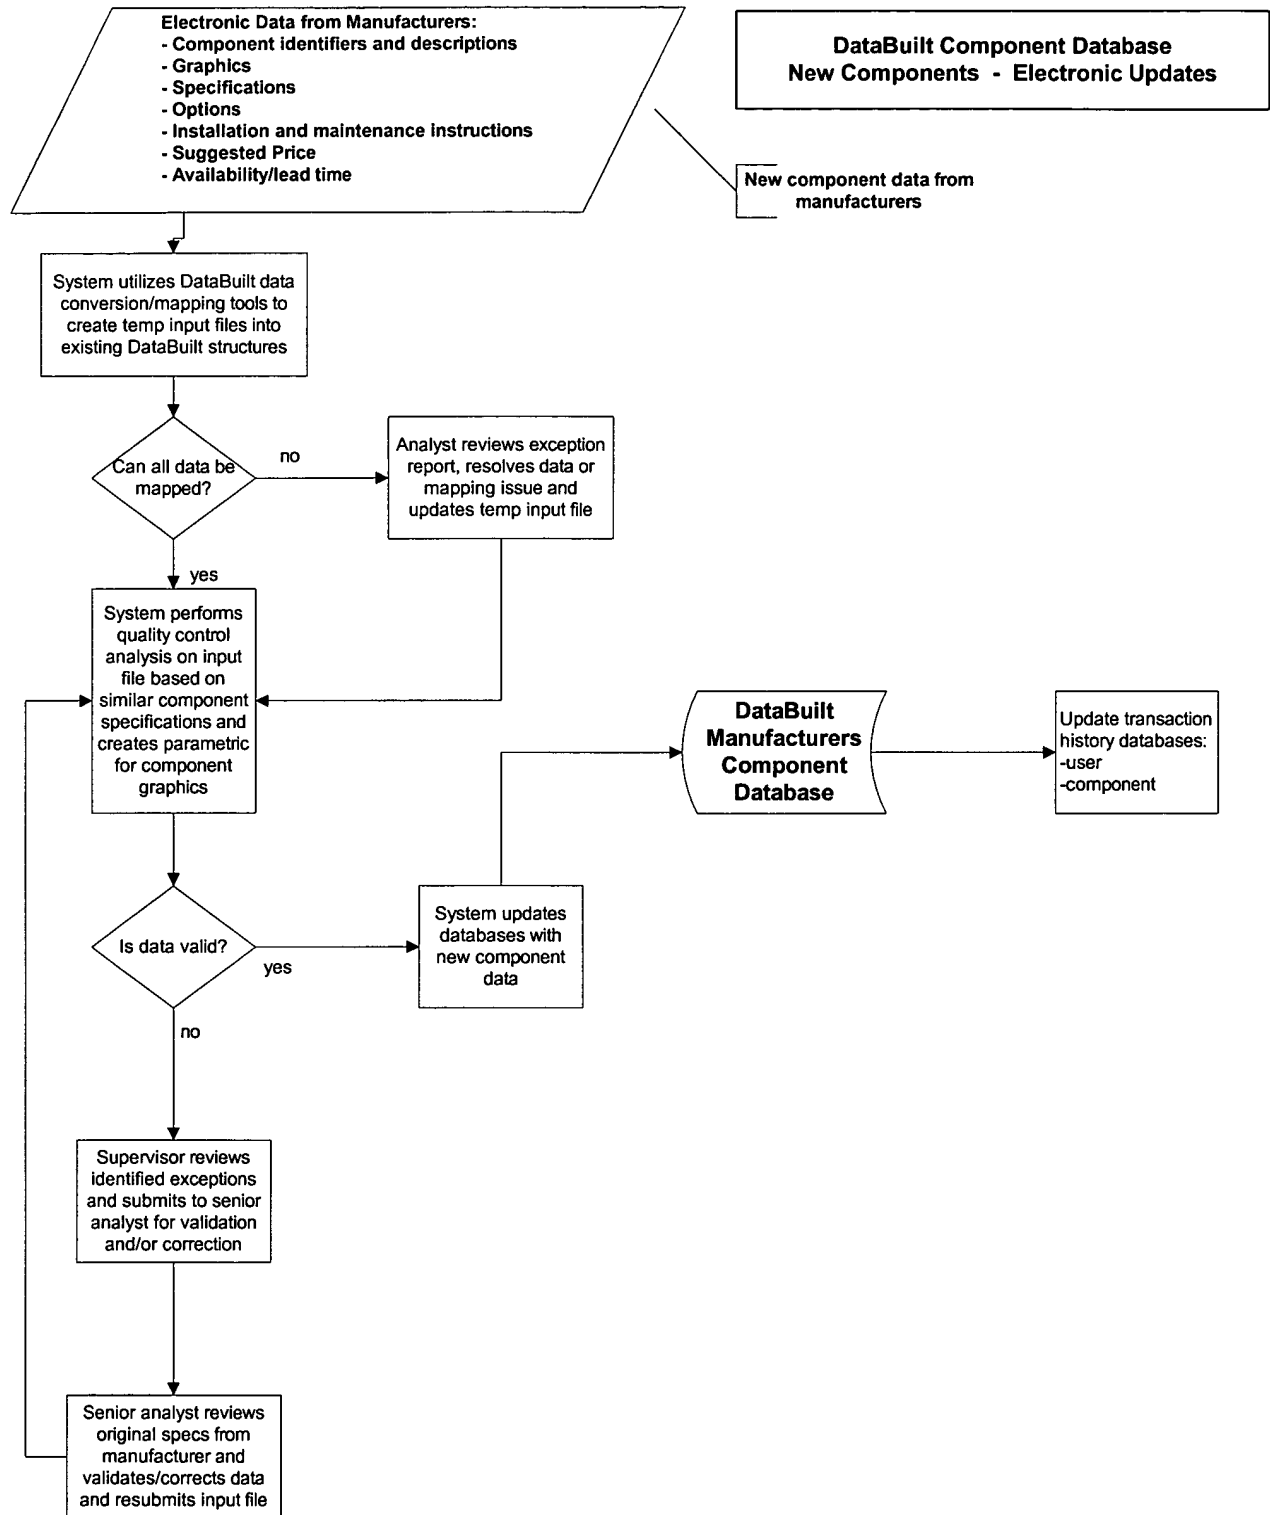 Electronic Data from Manufacturers:
- Component identifiers and descriptions
- Graphics
- Specifications
- Options
- Installation and maintenance instructions
- Suggested Price
- Availability/lead time
DataBuilt Component Database
New Components - Electronic Updates
New component data from
manufacturers
System utilizes DataBuilt data
conversion/mapping tools to
create temp input files into
existing DataBuilt structures
Can all data be
mapped?
no
Analyst reviews exception
report, resolves data or
mapping issue and
updates temp input file
yes
System performs
quality control
analysis on input
file based on
similar component
specifications and
creates parametric
for component
graphics
DataBuilt
Manufacturers
Component
Database
Update transaction
history databases:
-user
-component
Is data valid?
yes
System updates
databases with
new component
data
no
Supervisor reviews
identified exceptions
and submits to senior
analyst for validation
and/or correction
Senior analyst reviews
original specs from
manufacturer and
validates/corrects data
and resubmits input file